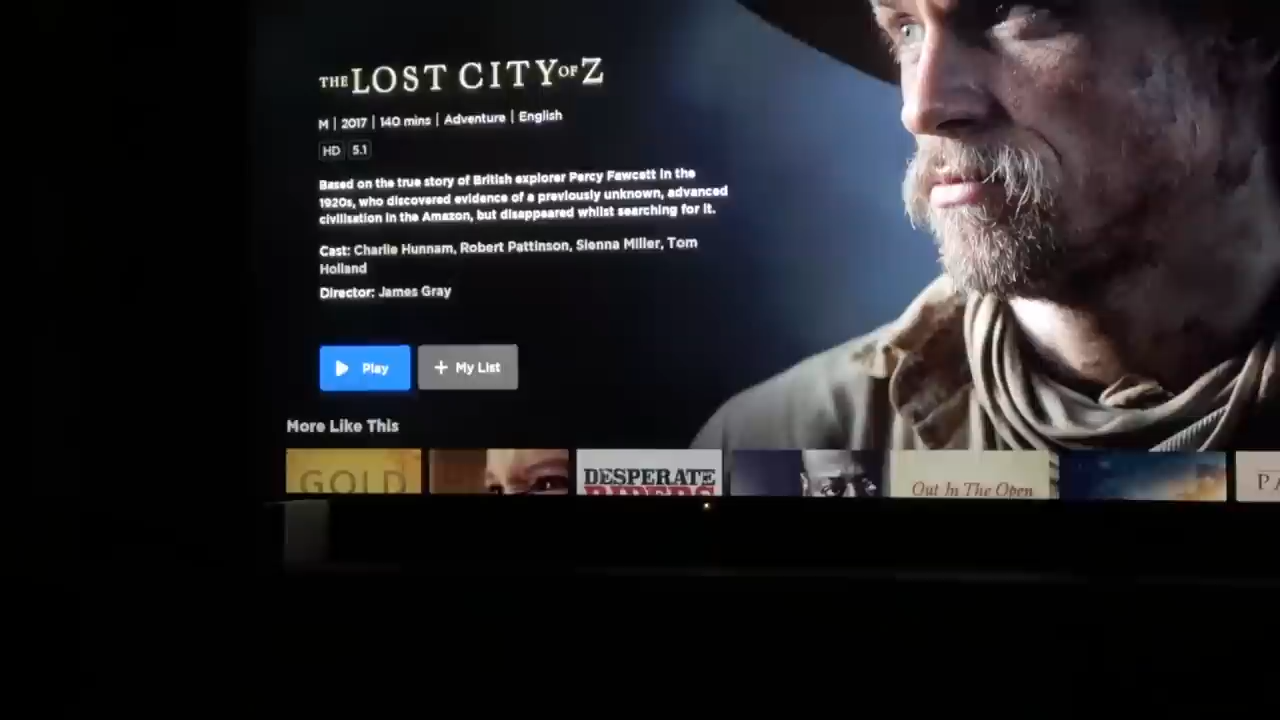 THE LOST CITY OF Z
M | 2017 | 140 mins | Adventure | English
HD 5.1
Based on the true story of British explorer Percy Fawcett in the
1920s, who discovered evidence of a previously unknown, advanced
civilisation in the Amazon, but disappeared whilst searching for it.
Cast: Charlie Hunnam, Robert Pattinson, Sienna Miller, Tom
Holland
Director: James Gray
Play + My List
More Like This
GOLD
DESPERATE
RIDERS
Out In The Open